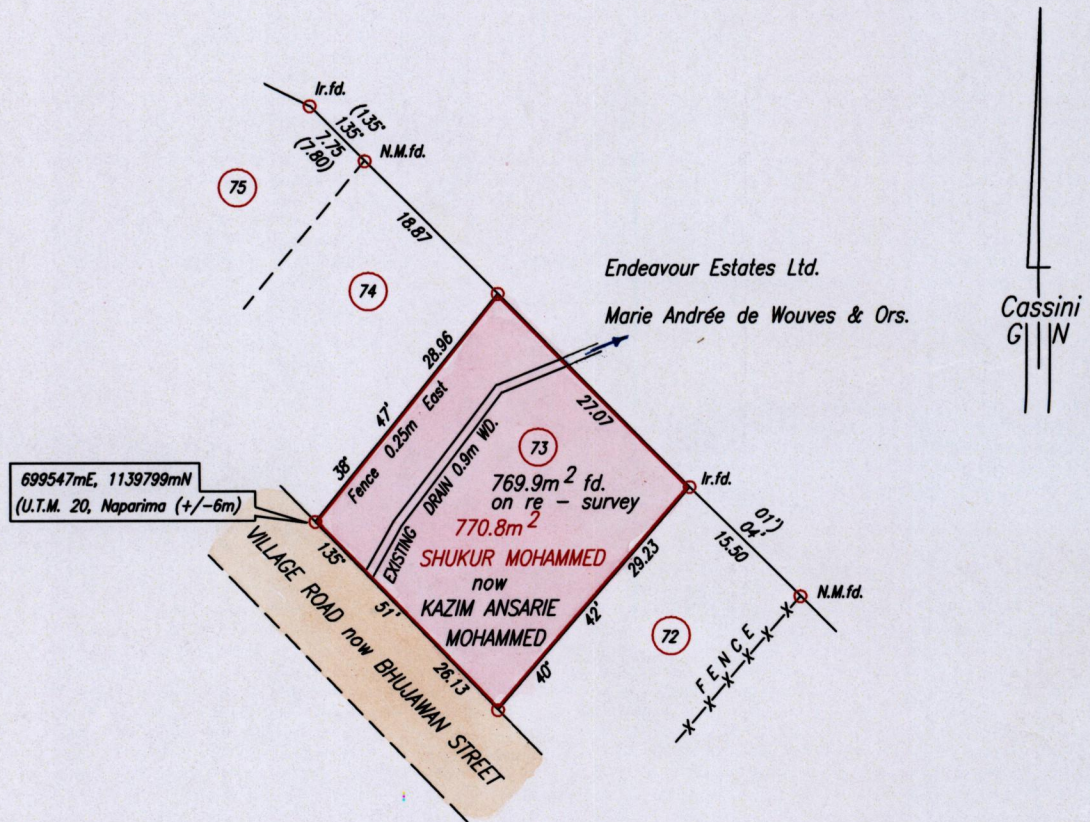 Ir.fd.
(135°
135°
7.75
(7.80)
N.M.fd.
75
18.87
74
Endeavour Estates Ltd.
Marie Andrée de Wouves & Ors.
Cassini
G N
28.96
47'
38°
Fence 0.25m East
27.07
EXISTING DRAIN 0.9m WD.
73
769.9m² fd.
on re – survey
770.8m²
SHUKUR MOHAMMED
now
KAZIM ANSARIE
MOHAMMED
699547mE, 1139799mN
(U.T.M. 20, Naparima (+/-6m)
Ir.fd.
01')
04'
15.50
N.M.fd.
29.23
42'
40°
72
FENCE
135°
51'
26.13
VILLAGE ROAD now BHUJAWAN STREET